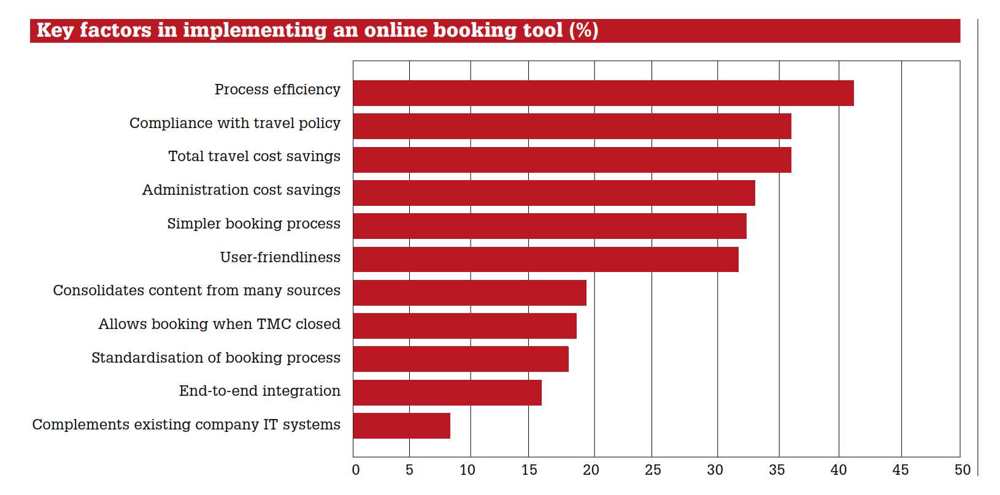 Key factors in implementing an online booking tool (%)
Process efficiency
Compliance with travel policy
Total travel cost savings
Administration cost savings
Simpler booking process
User-friendliness
Consolidates content from many sources
Allows booking when TMC closed
Standardisation of booking process
End-to-end integration
Complements existing company IT systems
0 5 10 15 20 25 30 35 40 45 50